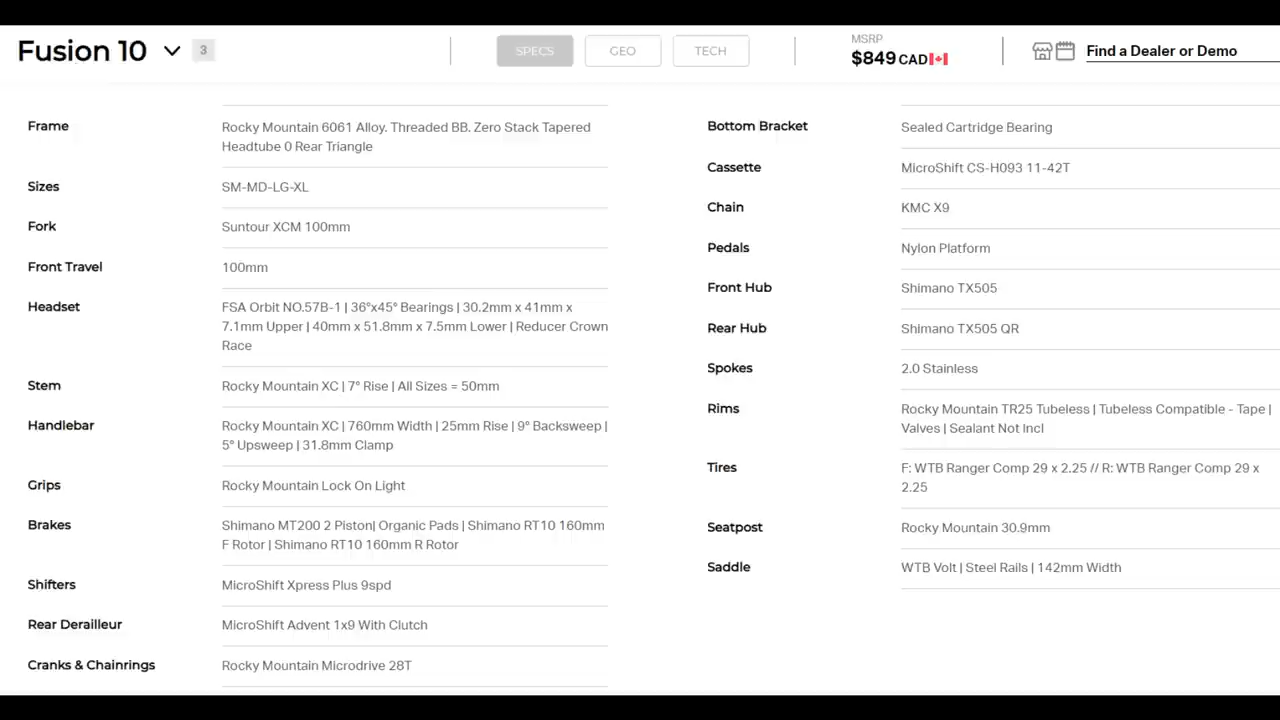 Fusion 10 3 SPECS GEO TECH MSRP
$849 CAD Find a Dealer or Demo
Frame Rocky Mountain 6061 Alloy. Threaded BB. Zero Stack Tapered
Headtube 0 Rear Triangle
Sizes SM-MD-LG-XL
Fork Suntour XCM 100mm
Front Travel 100mm
Headset FSA Orbit NO.57B-1 | 36°x45° Bearings | 30.2mm x 41mm x
7.1mm Upper | 40mm x 51.8mm x 7.5mm Lower | Reducer Crown
Race
Stem Rocky Mountain XC | 7° Rise | All Sizes = 50mm
Handlebar Rocky Mountain XC | 760mm Width | 25mm Rise | 9° Backsweep |
5° Upsweep | 31.8mm Clamp
Grips Rocky Mountain Lock On Light
Brakes Shimano MT200 2 Piston| Organic Pads | Shimano RT10 160mm
F Rotor | Shimano RT10 160mm R Rotor
Shifters MicroShift Xpress Plus 9spd
Rear Derailleur MicroShift Advent 1x9 With Clutch
Cranks & Chainrings Rocky Mountain Microdrive 28T
Bottom Bracket Sealed Cartridge Bearing
Cassette MicroShift CS-H093 11-42T
Chain KMC X9
Pedals Nylon Platform
Front Hub Shimano TX505
Rear Hub Shimano TX505 QR
Spokes 2.0 Stainless
Rims Rocky Mountain TR25 Tubeless | Tubeless Compatible - Tape |
Valves | Sealant Not Incl
Tires F: WTB Ranger Comp 29 x 2.25 // R: WTB Ranger Comp 29 x
2.25
Seatpost Rocky Mountain 30.9mm
Saddle WTB Volt | Steel Rails | 142mm Width